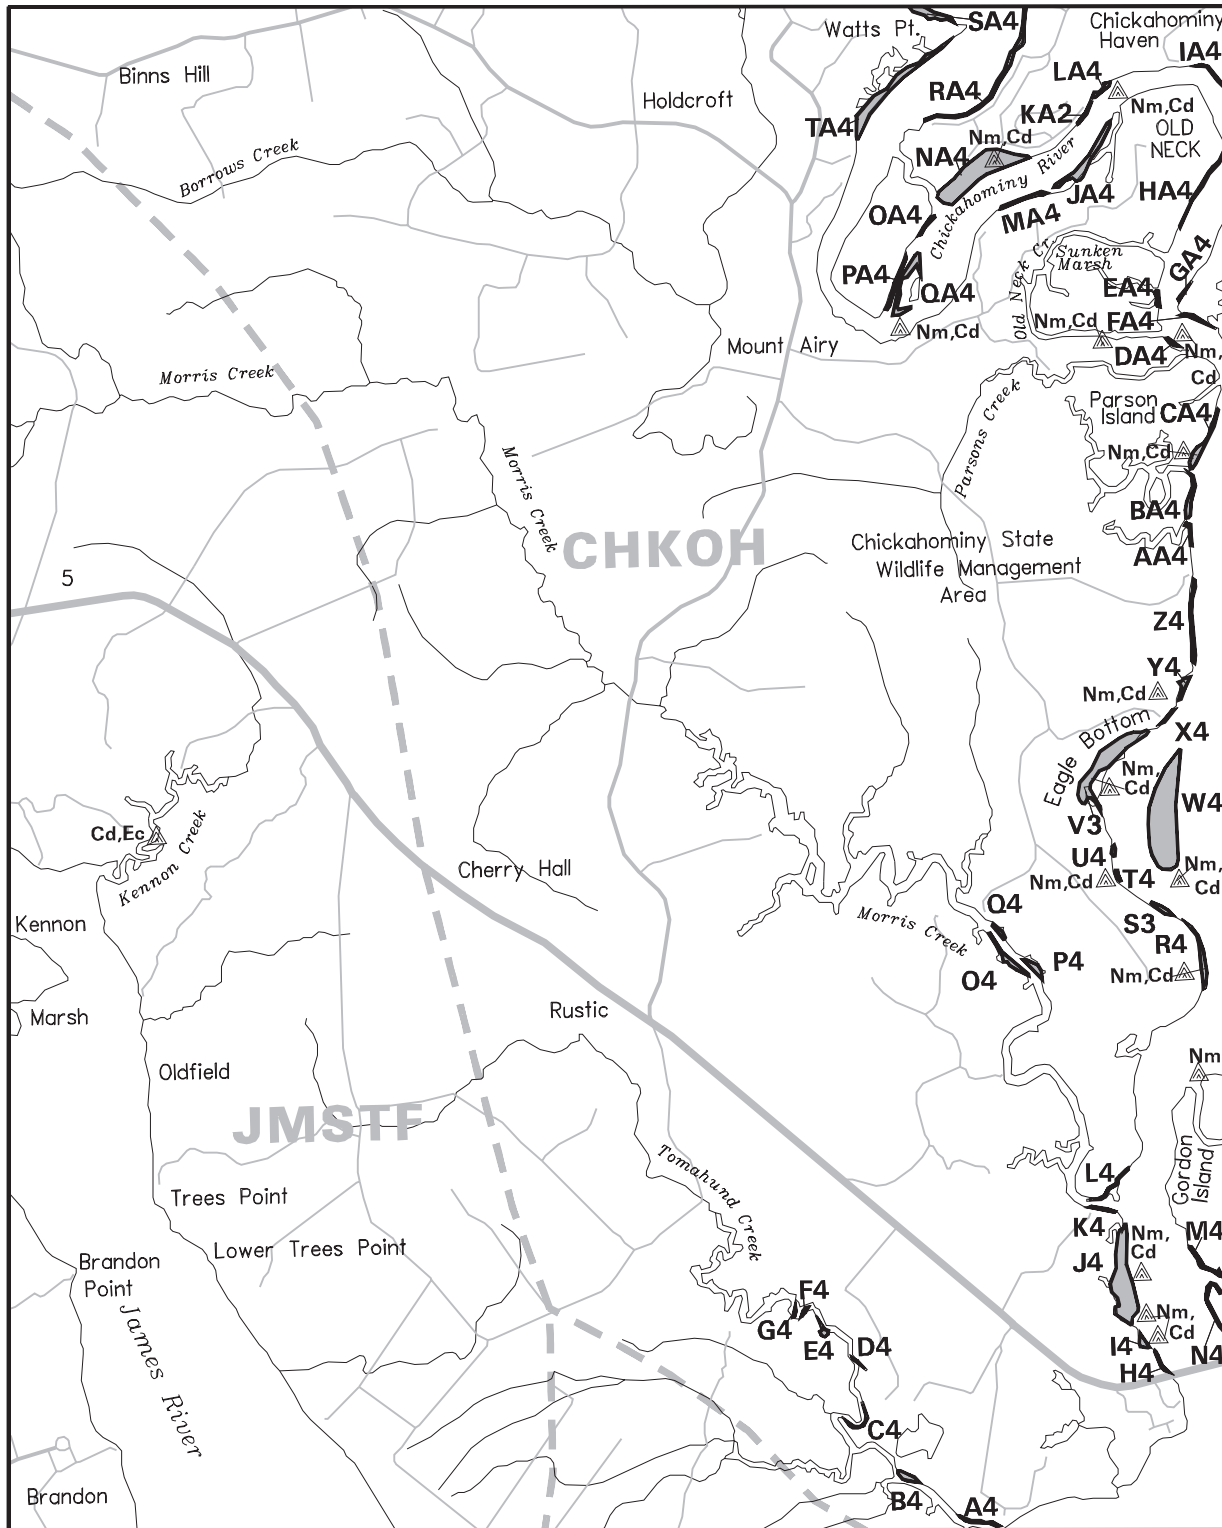 SA4
Watts Pt.
Chickahominy
Haven
IA4
Binns Hill
LA4
RA4
Holdcroft
KA2
Nm,Cd
TA4
OLD
NECK
Nm,Cd
NA4
Borrows Creek
Chickahominy River
JA4
HA4
OA4
MA4
Old Neck Cr.
Sunken
Marsh
GA4
PA4
QA4
EA4
Nm,Cd
Nm,Cd
FA4
Mount Airy
DA4
Nm,
Cd
Morris Creek
Parsons Creek
Parson
Island
CA4
Nm,Cd
Morris Creek
BA4
CHKOH
Chickahominy State
Wildlife Management
Area
AA4
5
Z4
Y4
Nm,Cd
Eagle Bottom
X4
Nm,
Cd
W4
V3
Cd,Ec
Kennon Creek
U4
Cherry Hall
Nm,Cd
T4
Nm,
Cd
Q4
Morris Creek
S3
Kennon
R4
O4
P4
Nm,Cd
Rustic
Marsh
Nm
Oldfield
JMSTF
Tomahund Creek
Gordon
Island
L4
Trees Point
K4
Nm,
Cd
M4
Lower Trees Point
J4
Brandon
Point
F4
G4
E4
D4
Nm,
Cd
I4
N4
H4
James River
C4
Brandon
B4
A4